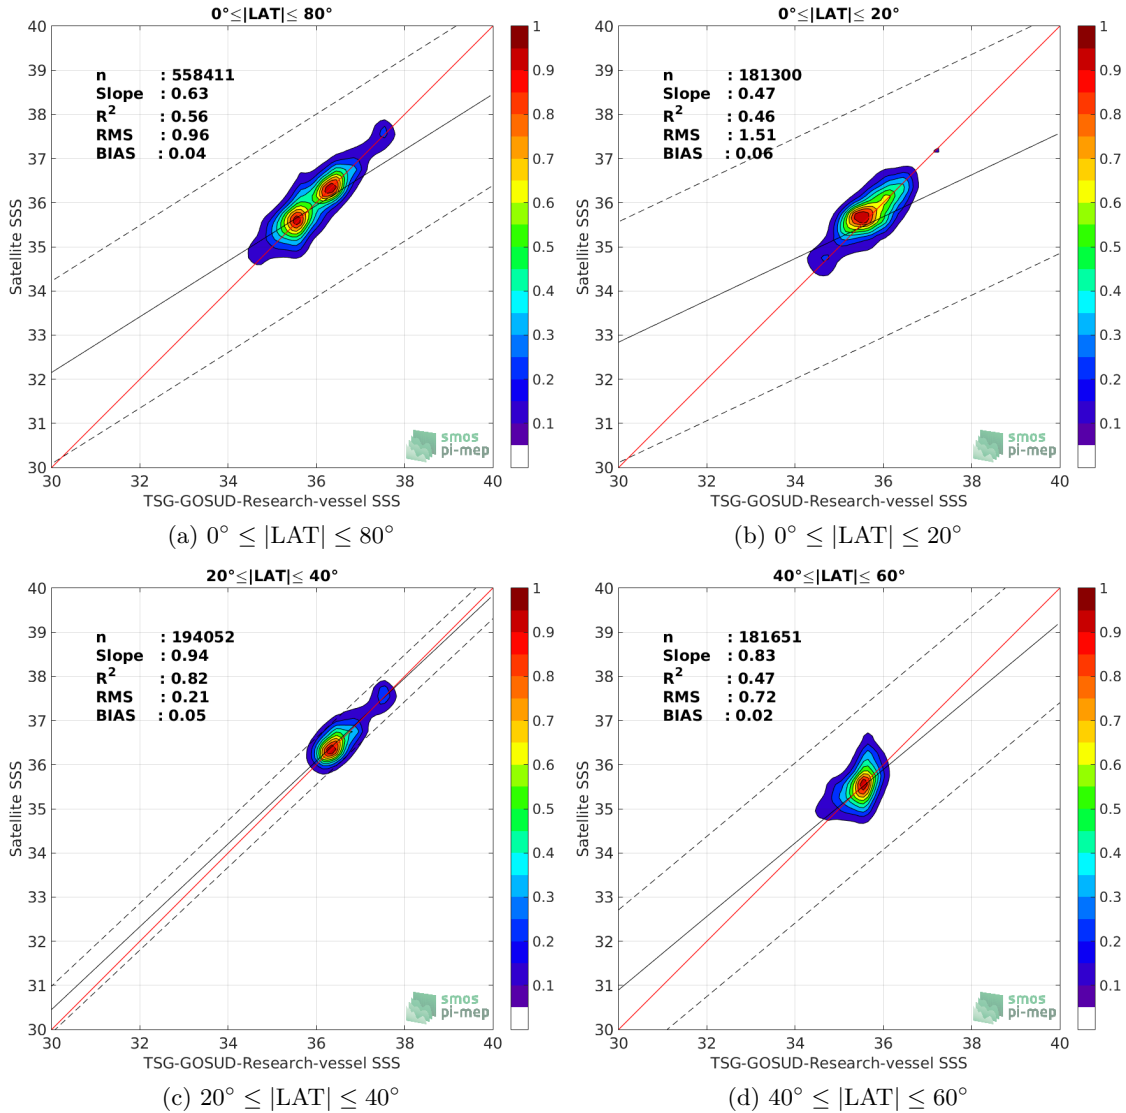 0°≤|LAT|≤ 80°
n : 558411
Slope : 0.63
R²  : 0.56
RMS : 0.96
BIAS : 0.04
Satellite SSS
40
39
38
37
36
35
34
33
32
31
30
30 32 34 36 38 40
TSG-GOSUD-Research-vessel SSS
1
0.9
0.8
0.7
0.6
0.5
0.4
0.3
0.2
0.1
smos
pi-mep
(a) 0° ≤ |LAT| ≤ 80°
0°≤|LAT|≤ 20°
n : 181300
Slope : 0.47
R² : 0.46
RMS : 1.51
BIAS : 0.06
Satellite SSS
40
39
38
37
36
35
34
33
32
31
30
30 32 34 36 38 40
TSG-GOSUD-Research-vessel SSS
1
0.9
0.8
0.7
0.6
0.5
0.4
0.3
0.2
0.1
smos
pi-mep
(b) 0° ≤ |LAT| ≤ 20°
20°≤|LAT|≤ 40°
n : 194052
Slope : 0.94
R² : 0.82
RMS : 0.21
BIAS : 0.05
Satellite SSS
40
39
38
37
36
35
34
33
32
31
30
30 32 34 36 38 40
TSG-GOSUD-Research-vessel SSS
1
0.9
0.8
0.7
0.6
0.5
0.4
0.3
0.2
0.1
smos
pi-mep
(c) 20° ≤ |LAT| ≤ 40°
40°≤|LAT|≤ 60°
n : 181651
Slope : 0.83
R² : 0.47
RMS : 0.72
BIAS : 0.02
Satellite SSS
40
39
38
37
36
35
34
33
32
31
30
30 32 34 36 38 40
TSG-GOSUD-Research-vessel SSS
1
0.9
0.8
0.7
0.6
0.5
0.4
0.3
0.2
0.1
smos
pi-mep
(d) 40° ≤ |LAT| ≤ 60°